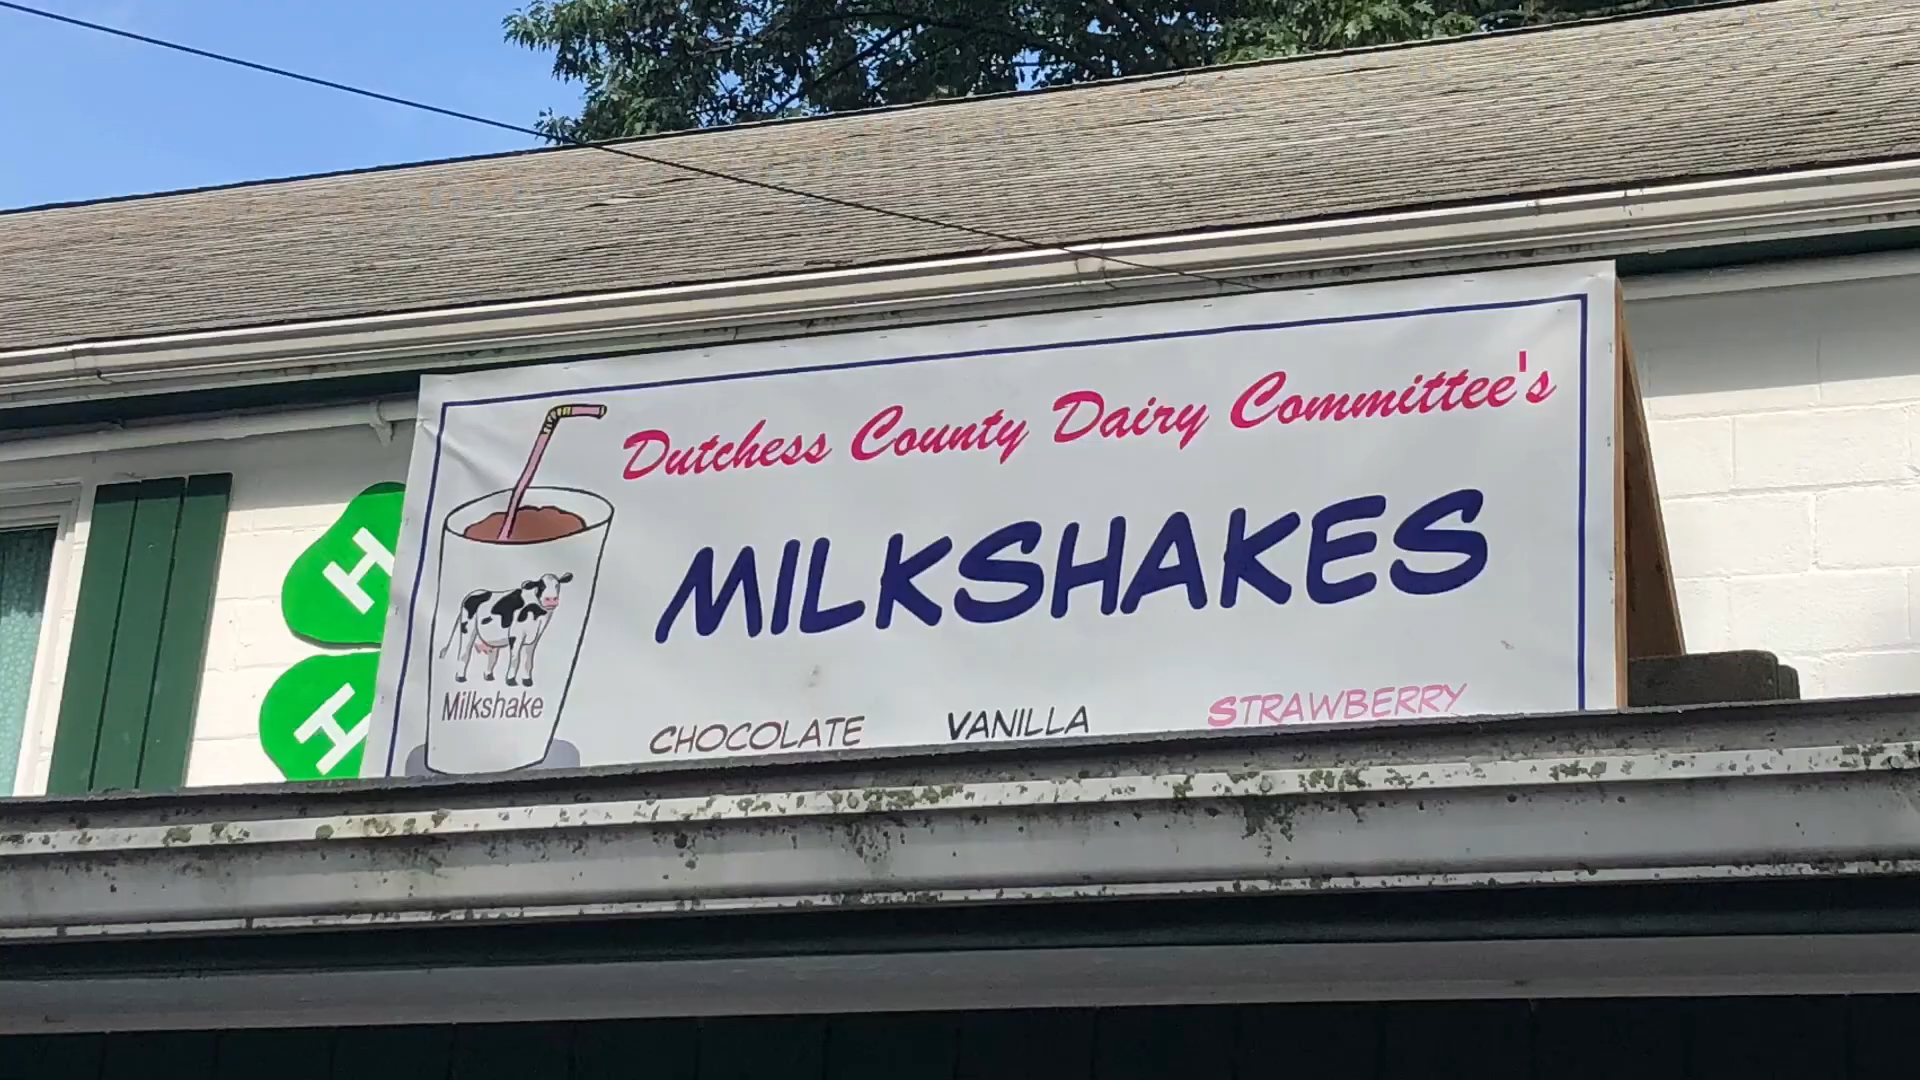 Dutchess County Dairy Committee's
MILKSHAKES
Milkshake
CHOCOLATE VANILLA STRAWBERRY
H
H